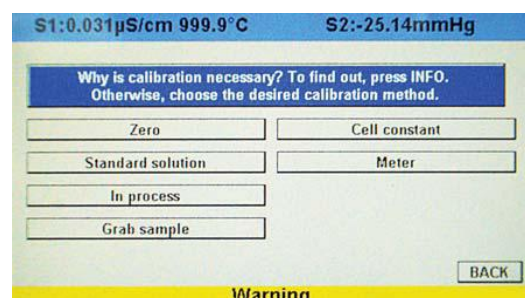 S1:0.031µS/cm 999.9°C S2:-25.14mmHg
Why is calibration necessary? To find out, press INFO.
Otherwise, choose the desired calibration method.
Zero Cell constant
Standard solution Meter
In process
Grab sample
BACK
Warning